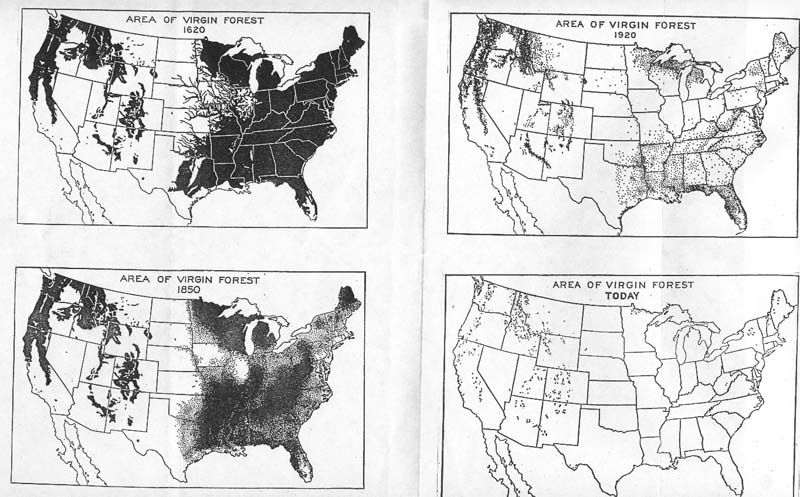 AREA OF VIRGIN FOREST
1620
AREA OF VIRGIN FOREST
1920
AREA OF VIRGIN FOREST
1850
AREA OF VIRGIN FOREST
TODAY